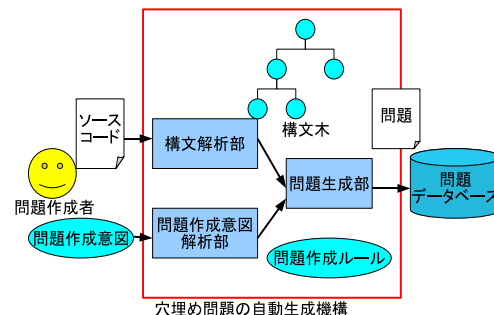 ソース
コード
構文解析部
構文木
問題
問題作成者
問題作成意図
問題作成意図
解析部
問題生成部
問題
データベース
問題作成ルール
穴埋め問題の自動生成機構